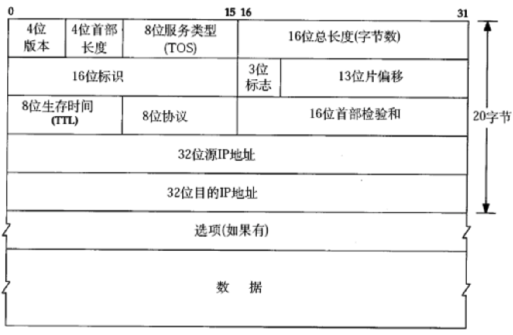 0 15 16 31
4位版本
4位首部长度
8位服务类型(TOS)
16位总长度(字节数)
16位标识
3位标志
13位片偏移
8位生存时间(TTL)
8位协议
16位首部检验和
20字节
32位源IP地址
32位目的IP地址
选项(如果有)
数 据